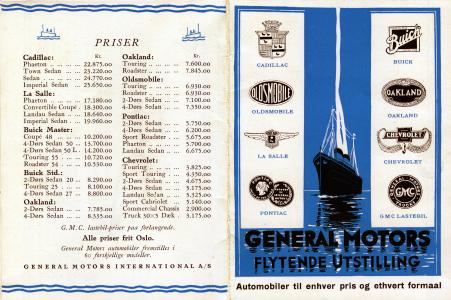 PRISER
Cadillac: Kr.
Phaeton ... ... 22.875.00
Town Sedan ... 23.220.00
Sedan ... ... 24.770.00
Imperial Sedan 25.650.00
La Salle:
Phaeton ... ... 17.180.00
Convertible Coupé 18.300.00
Landau Sedan ... 18.640.00
Imperial Sedan ... 19.960.00
Buick Master:
Coupé 48 ... ... 10.200.00
4-Dørs Sedan 50 13.700.00
4-Dørs Sedan 50 L. 14.200.00
Touring 55 ... ... 10.720.00
Roadster 54 ... 10.530.00
Buick Std.:
2-Dørs Sedan 20 ... 8.290.00
Touring 25 ... ... 8.100.00
4-Dørs Sedan 27 ... 8.800.00
Oakland:
2-Dørs Sedan ... 7.785.00
4-Dørs Sedan ... 8.335.00
Oakland: Kr.
Touring ... ... 7.600.00
Roadster ... ... 7.845.00
Oldsmobile:
Touring ... ... 6.930.00
Roadster ... ... 6.930.00
2-Dørs Sedan ... 7.100.00
4-Dørs Sedan ... 7.550.00
Pontiac:
2-Dørs Sedan ... 5.750.00
4-Dørs Sedan ... 6.200.00
Sport Roadster ... 5.675.00
Phaeton ... ... 5.700.00
Landau Sedan ... 6.675.00
Chevrolet:
Touring ... ... 3.825.00
Sport Touring ... 4.350.00
2-Dørs Sedan ... 4.675.00
4-Dørs Sedan ... 5.175.00
Landau Sedan ... 5.325.00
Sport Cabriolet ... 5.140.00
Commercial Chassis 2.900.00
Truck 30×5 Dæk ... 3.175.00
G.M.C. lastebil-priser paa forlangende.
Alle priser frit Oslo.
General Motors automobiler fremstilles i
60 forskjellige modeller.
GENERAL MOTORS INTERNATIONAL A/S
CADILLAC
Buick
BUICK
OLDSMOBILE
OLDSMOBILE
OAKLAND
OAKLAND
LA SALLE
CHEVROLET
CHEVROLET
PONTIAC
GMC
GMC LASTEBIL
GENERAL MOTORS
FLYTENDE UTSTILLING
Automobiler til enhver pris og ethvert formaal